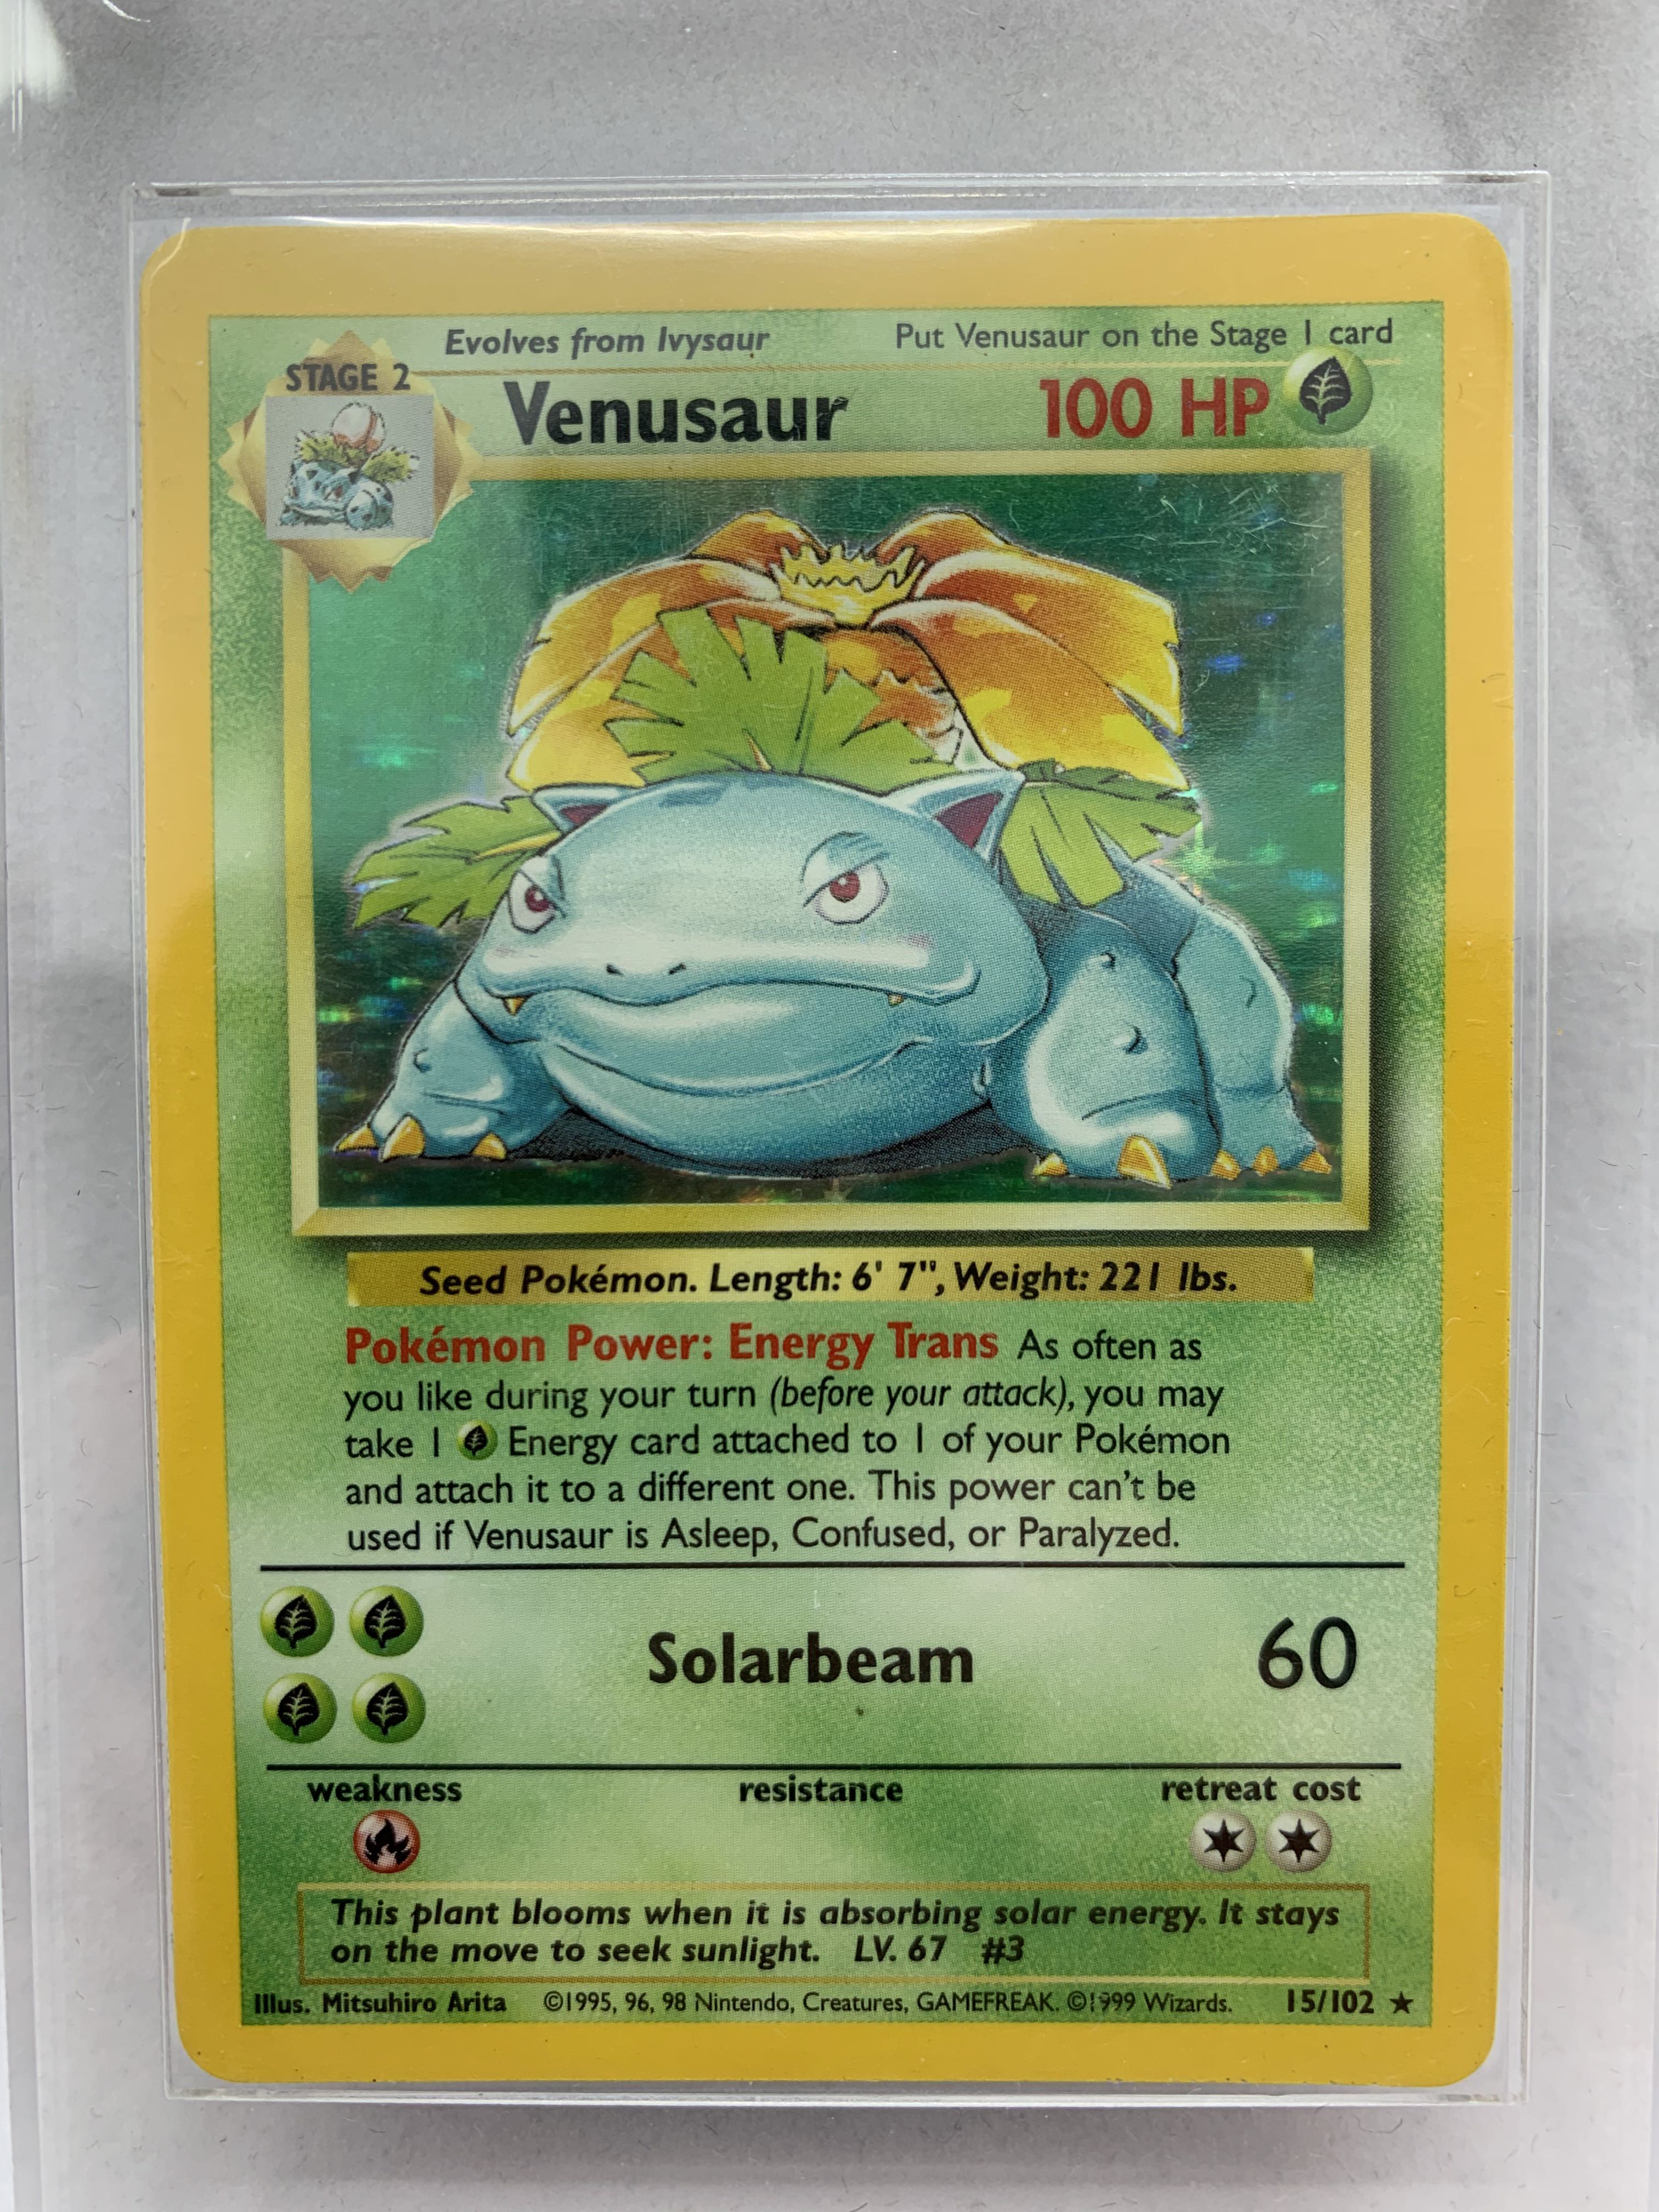 Evolves from Ivysaur Put Venusaur on the Stage 1 card
STAGE 2
Venusaur 100 HP
Seed Pokémon. Length: 6' 7", Weight: 221 lbs.
Pokémon Power: Energy Trans As often as
you like during your turn (before your attack), you may
take 1 Energy card attached to 1 of your Pokémon
and attach it to a different one. This power can't be
used if Venusaur is Asleep, Confused, or Paralyzed.
Solarbeam 60
weakness resistance retreat cost
This plant blooms when it is absorbing solar energy. It stays
on the move to seek sunlight. LV. 67 #3
Illus. Mitsuhiro Arita ©1995, 96, 98 Nintendo, Creatures, GAMEFREAK. ©1999 Wizards. 15/102 ★